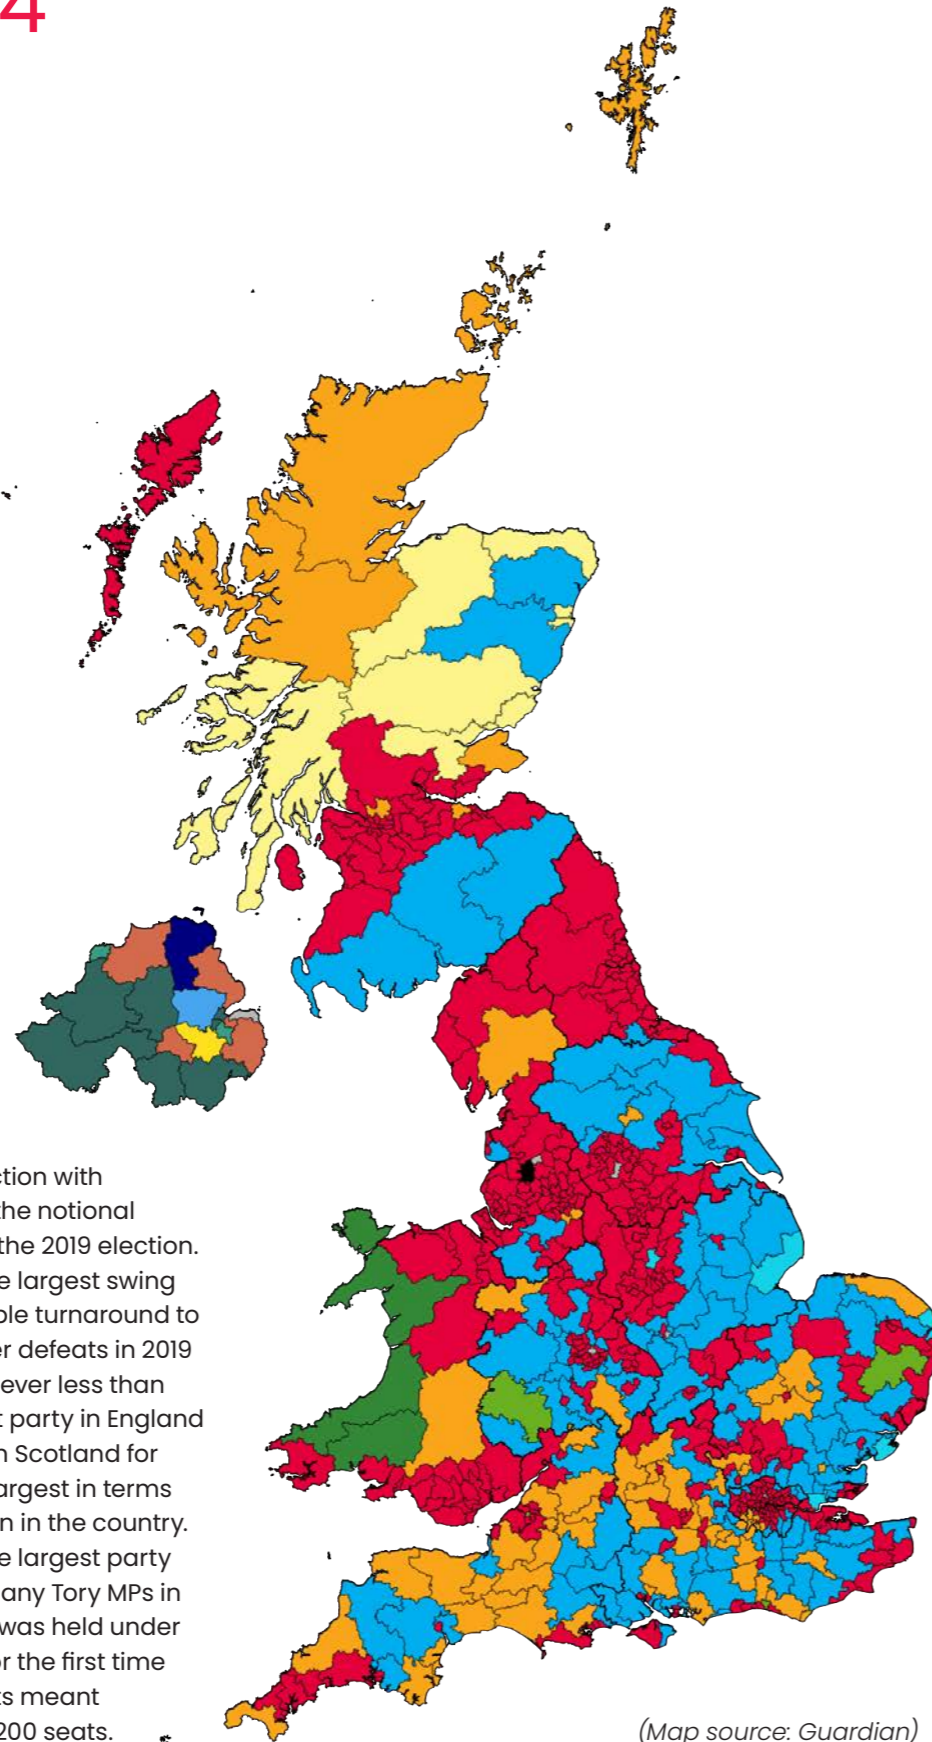 4
ction with
the notional
the 2019 election.
e largest swing
ble turnaround to
er defeats in 2019
ever less than
t party in England
n Scotland for
argest in terms
n in the country.
e largest party
any Tory MPs in
was held under
or the first time
ts meant
200 seats.
(Map source: Guardian)